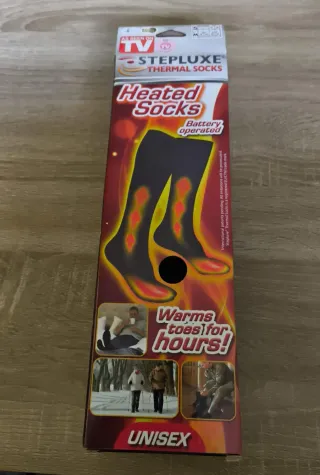 AS SEEN ON
TV
STEPLUXE
THERMAL SOCKS
Heated
Socks
Battery
operated
Warms
toes for
hours!
UNISEX